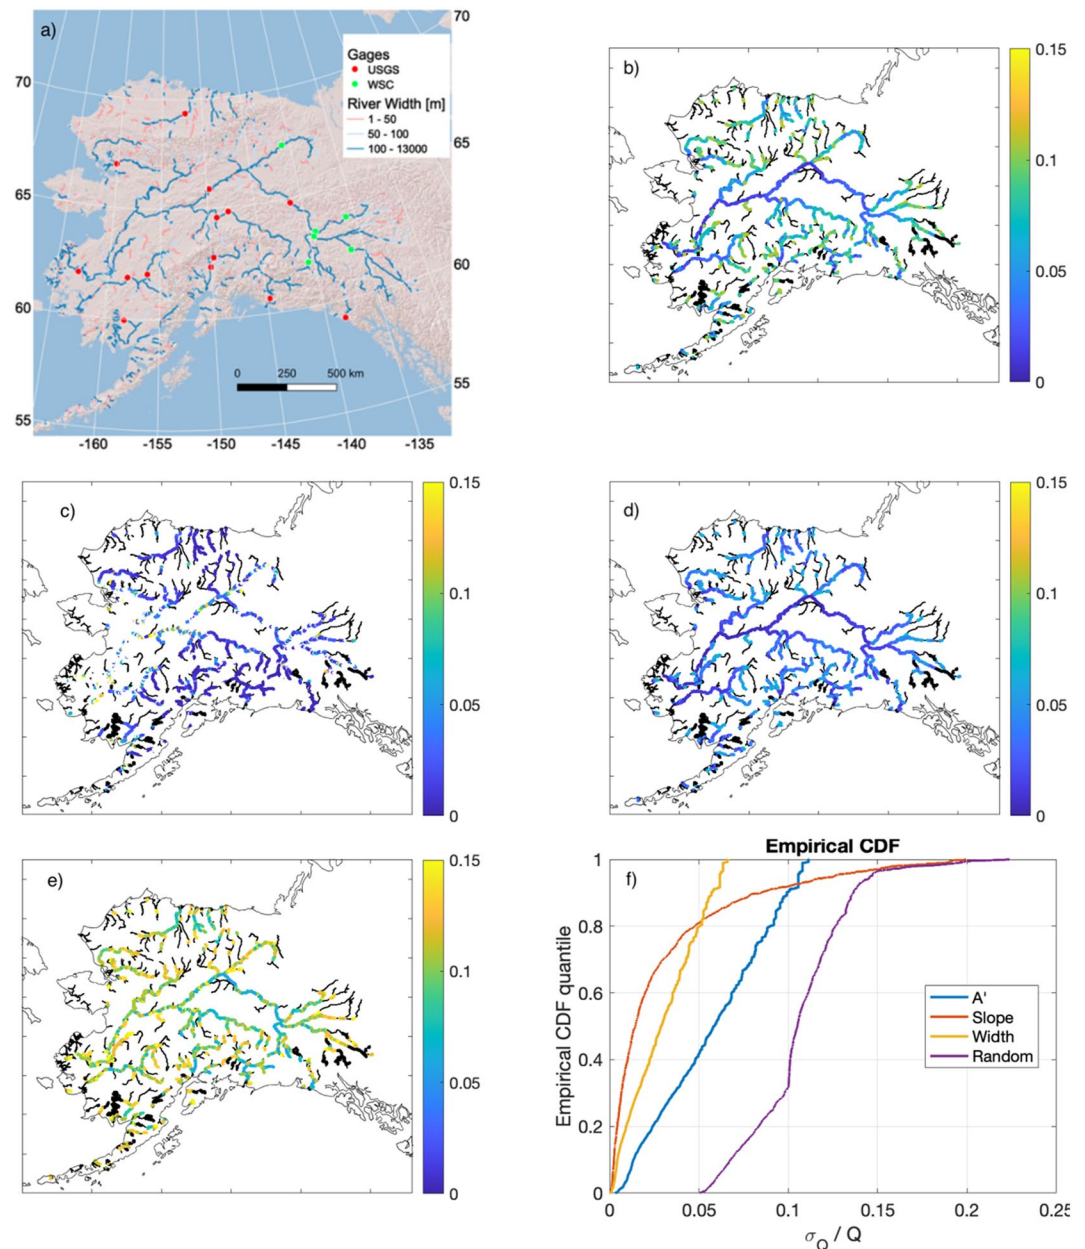 a)
70
Gages
USGS
WSC
River Width [m]
1 - 50
50 - 100
100 - 13000
70
65
65
60
60
55
55
0 250 500 km
-160 -155 -150 -145 -140 -135
b)
0.15
0.1
0.05
0
c)
0.15
0.1
0.05
0
d)
0.15
0.1
0.05
0
e)
0.15
0.1
0.05
0
Empirical CDF
f)
Empirical CDF quantile
1
0.8
0.6
0.4
0.2
0
A'
Slope
Width
Random
0 0.05 0.1 0.15 0.2 0.25
σQ / Q